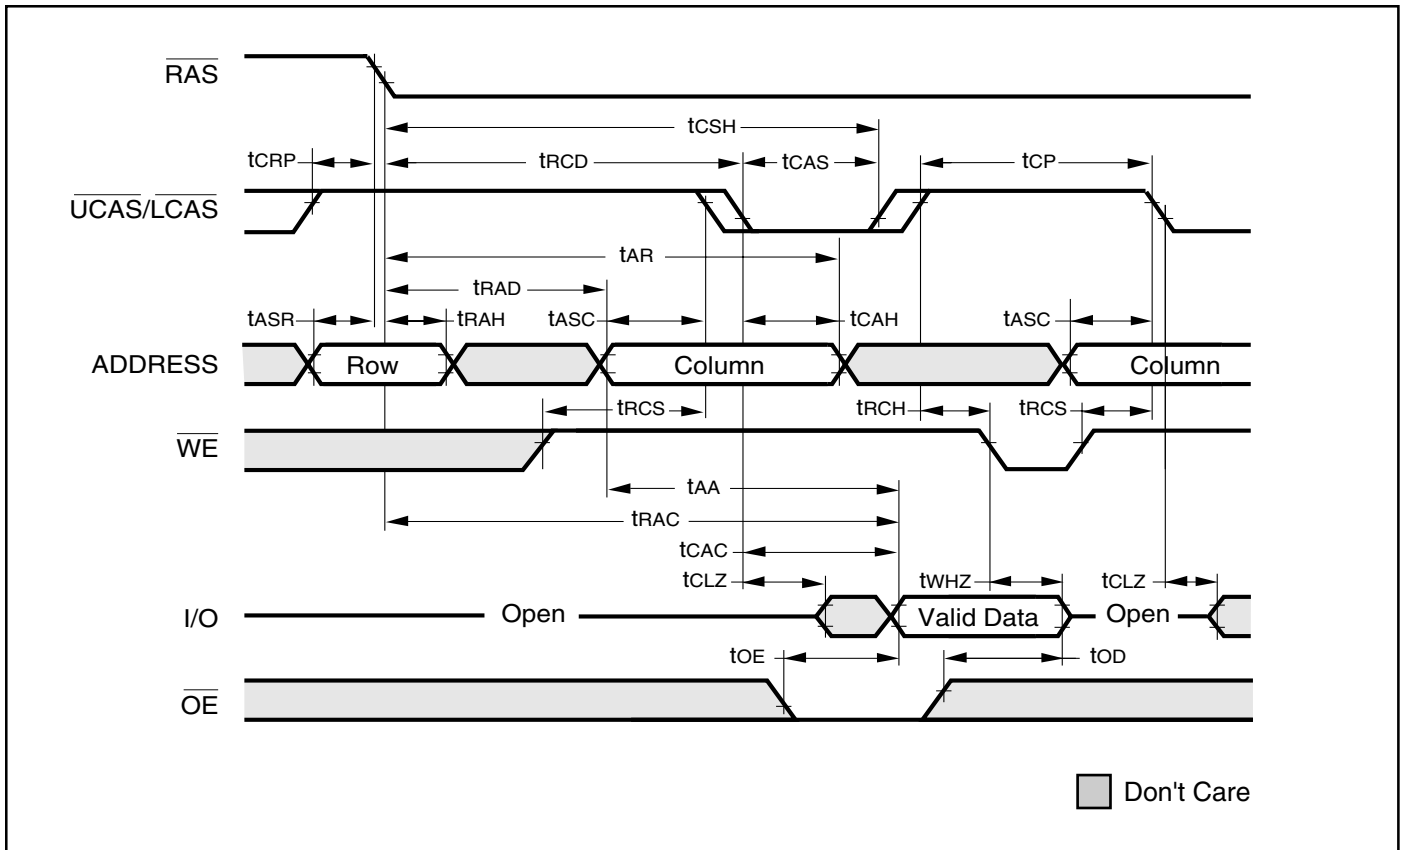 RAS
tCSH
tCRP tRCD tCAS tCP
UCAS/LCAS
tAR
tRAD
tASR tRAH tASC tCAH tASC
ADDRESS Row Column Column
tRCS tRCH tRCS
WE
tAA
tRAC
tCAC
tCLZ tWHZ tCLZ
I/O Open Valid Data Open
tOE tOD
OE
Don't Care